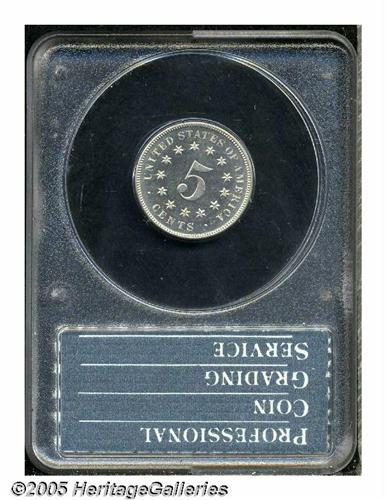 UNITED STATES OF AMERICA
5
CENTS
PROFESSIONAL
COIN
GRADING
SERVICE
©2005 HeritageGalleries